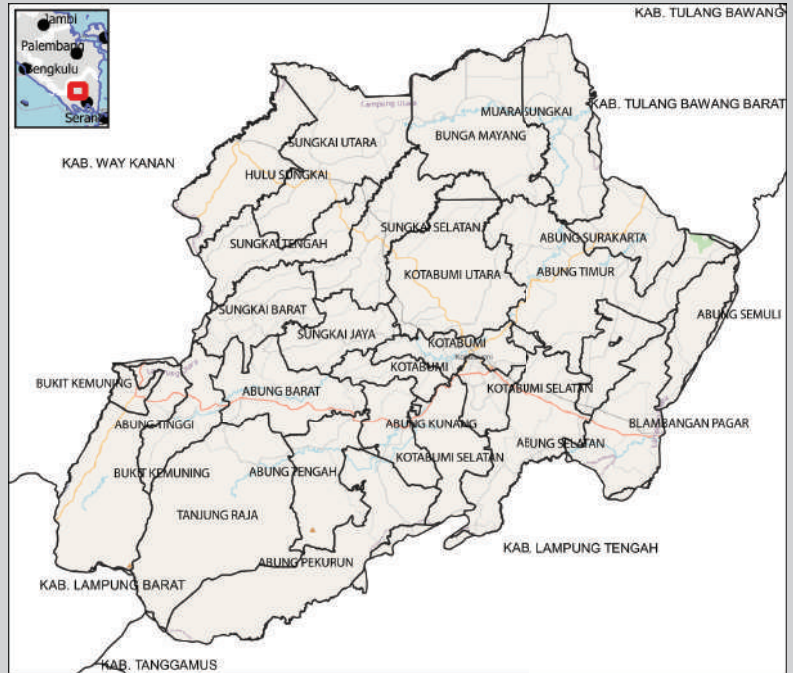 Jambi
Palembang
Bengkulu
Seran
KAB. TULANG BAWANG
KAB. TULANG BAWANG BARAT
KAB. WAY KANAN
Lampung Utara
MUARA SUNGKAI
BUNGA MAYANG
SUNGKAI UTARA
HULU SUNGKAI
SUNGKAI SELATAN
SUNGKAI TENGAH
ABUNG SURAKARTA
KOTABUMI UTARA
ABUNG TIMUR
SUNGKAI BARAT
ABUNG SEMULI
SUNGKAI JAYA
KOTABUMI
KOTABUMI
BUKIT KEMUNING
ABUNG BARAT
KOTABUMI SELATAN
ABUNG TINGGI
ABUNG KUNANG
BLAMBANGAN PAGAR
ABUNG SELATAN
KOTABUMI SELATAN
BUKIT KEMUNING
ABUNG TENGAH
TANJUNG RAJA
KAB. LAMPUNG TENGAH
ABUNG PEKURUN
KAB. LAMPUNG BARAT
KAB. TANGGAMUS